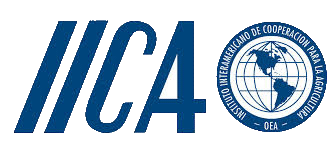 IICA
INSTITUTO INTERAMERICANO DE COOPERACION PARA LA AGRICULTURA
- OEA -